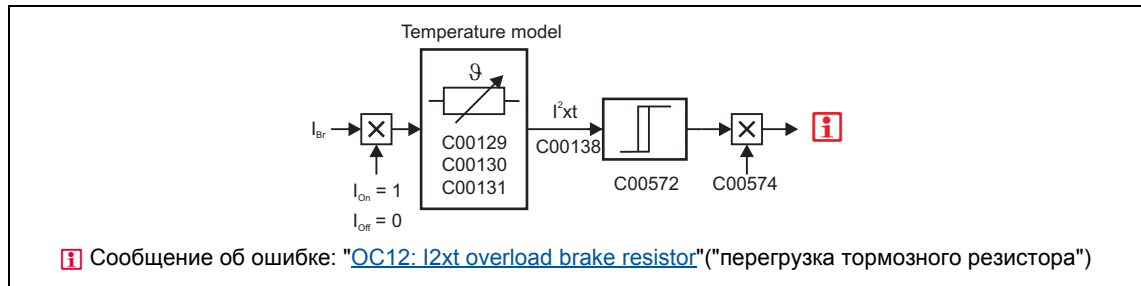 Temperature model
ϑ
I_Br
×
I²xt
×
i
C00129
C00138
C00130
C00131
C00572
C00574
I_On = 1
I_Off = 0
i Сообщение об ошибке: "OC12: I2xt overload brake resistor"("перегрузка тормозного резистора")